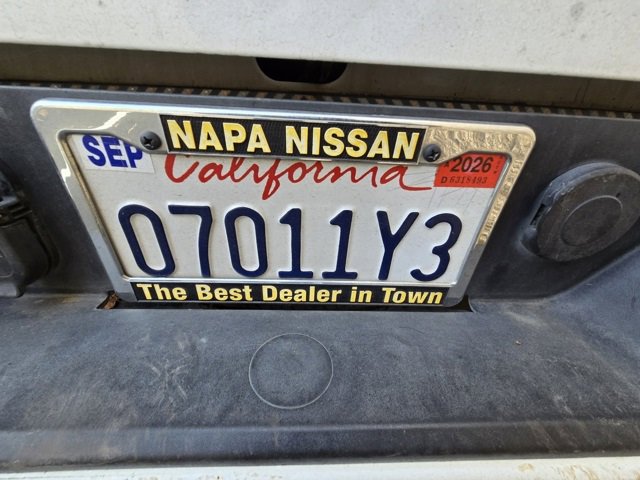 NAPA NISSAN
SEP
California
2026
07011Y3
The Best Dealer in Town